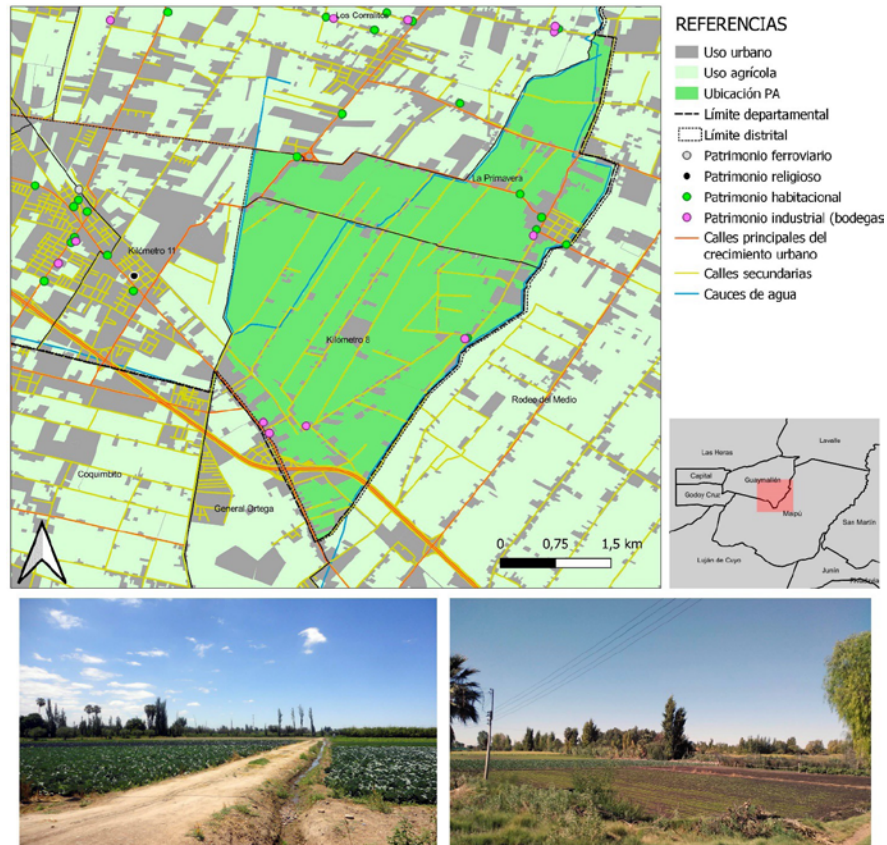 Los Corralitos
La Primavera
Kilómetro 11
Kilómetro 8
Rodeo del Medio
Coquimbito
General Ortega
0 0,75 1,5 km
REFERENCIAS
Uso urbano
Uso agrícola
Ubicación PA
Límite departamental
Límite distrital
Patrimonio ferroviario
Patrimonio religioso
Patrimonio habitacional
Patrimonio industrial (bodegas
Calles principales del
crecimiento urbano
Calles secundarias
Cauces de agua
Las Heras
Lavalle
Capital
Guaymallén
Godoy Cruz
Maipú
San Martín
Luján de Cuyo
Junín